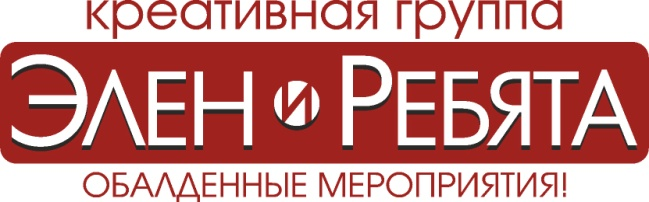 креативная группа
Элен и Ребята
ОБАЛДЕННЫЕ МЕРОПРИЯТИЯ!